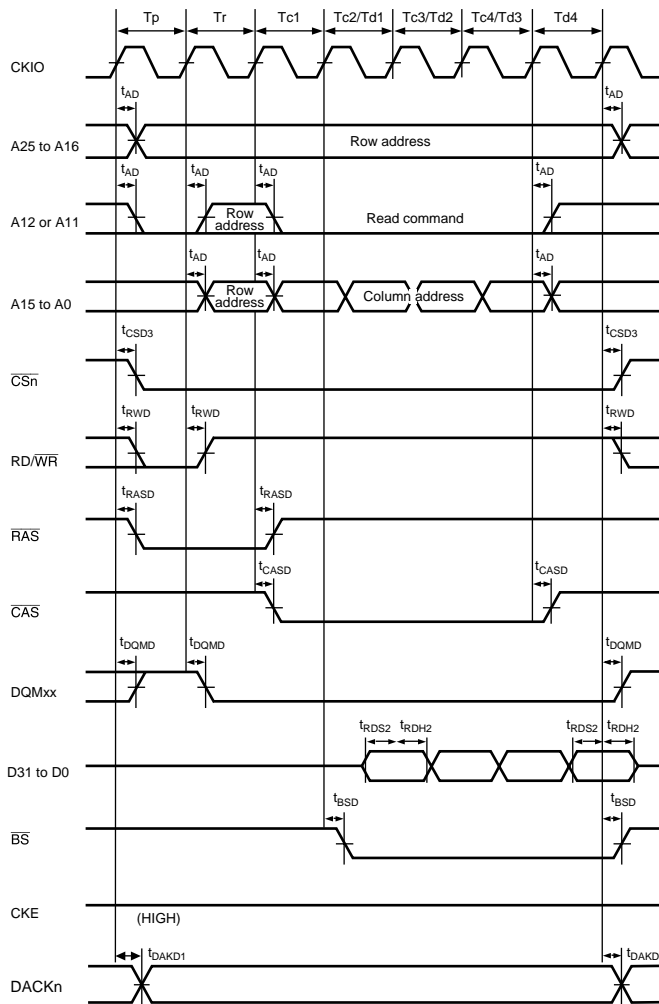 Tp Tr Tc1 Tc2/Td1 Tc3/Td2 Tc4/Td3 Td4
CKIO
tAD tAD
A25 to A16 Row address
tAD tAD tAD tAD
A12 or A11 Row address Read command
tAD tAD tAD
A15 to A0 Row address Column address
tCSD3 tCSD3
CSn
tRWD tRWD tRWD
RD/WR
tRASD tRASD
RAS
tCASD tCASD
CAS
tDQMD tDQMD tDQMD
DQMxx
tRDS2 tRDH2 tRDS2 tRDH2
D31 to D0
tBSD tBSD
BS
CKE
(HIGH)
tDAKD1 tDAKD
DACKn